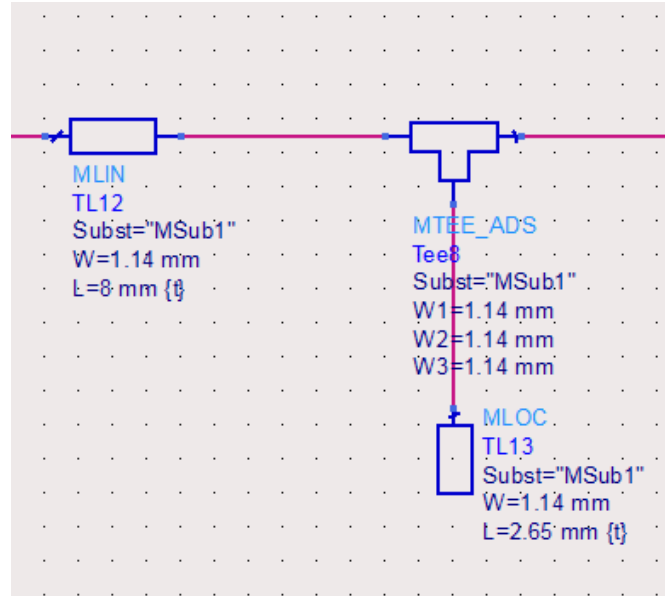 MLIN
TL12
Subst="MSub1"
W=1.14 mm
L=8 mm {t}
MTEE_ADS
Tee8
Subst="MSub1"
W1=1.14 mm
W2=1.14 mm
W3=1.14 mm
MLOC
TL13
Subst="MSub1"
W=1.14 mm
L=2.65 mm {t}